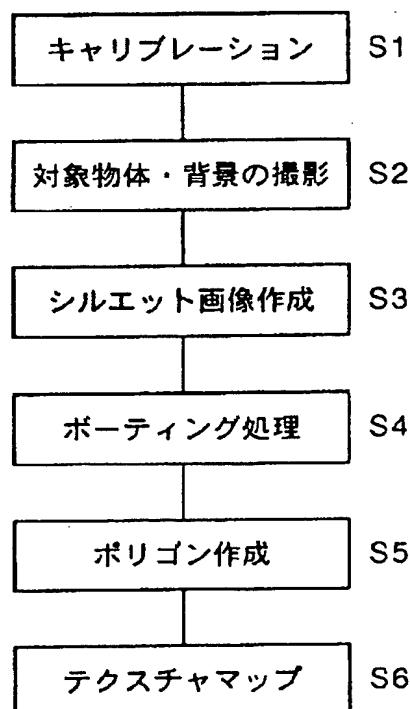 キャリブレーション S1
対象物体・背景の撮影 S2
シルエット画像作成 S3
ボーティング処理 S4
ポリゴン作成 S5
テクスチャマップ S6